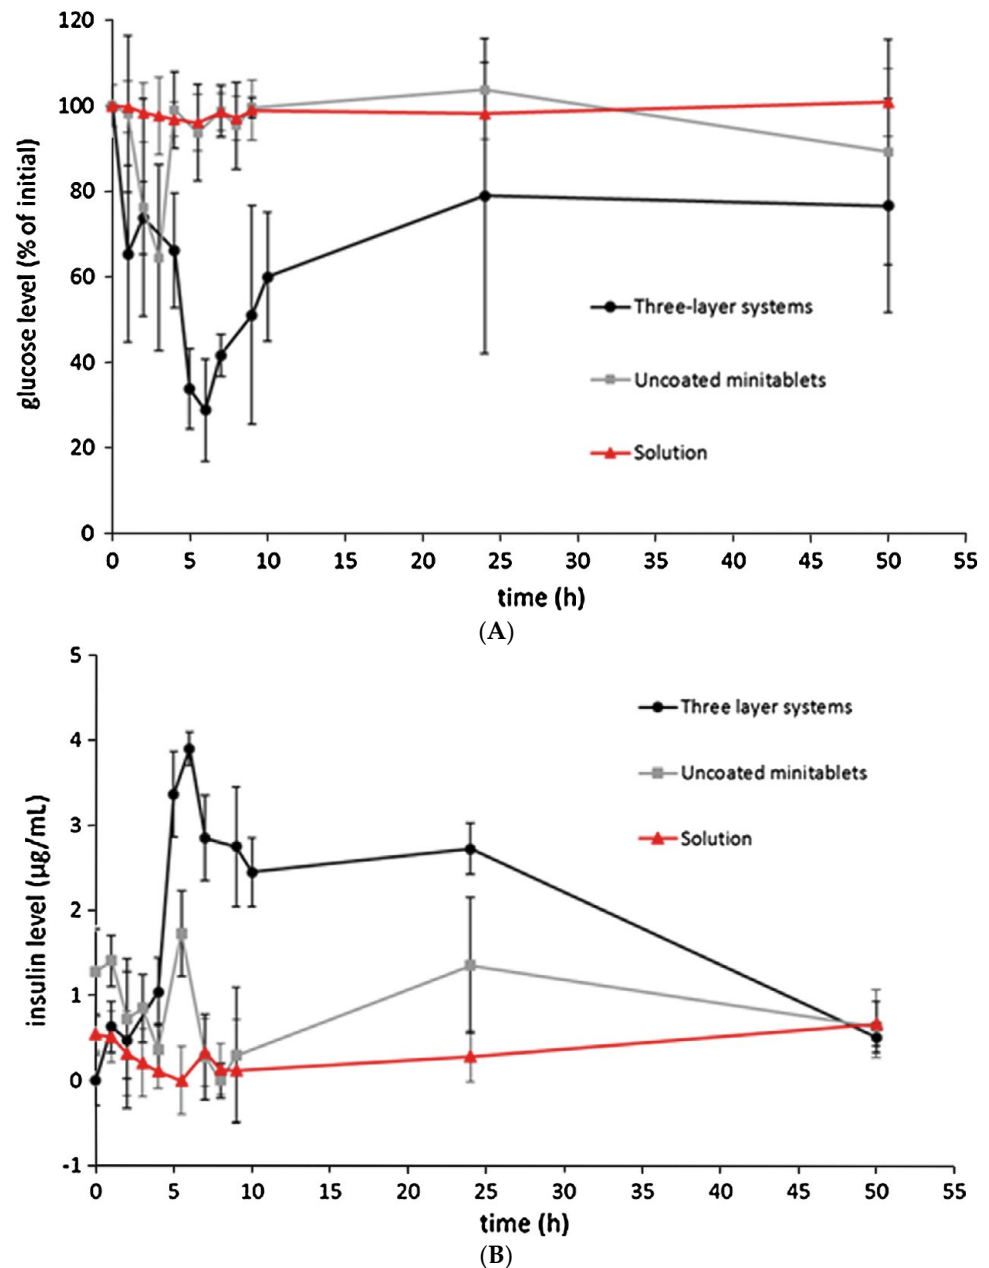 (A)
120
100
80
60
40
20
0
glucose level (% of initial)
Three-layer systems
Uncoated minitablets
Solution
0 5 10 15 20 25 30 35 40 45 50 55
time (h)
(A)
5
4
3
2
1
0
-1
insulin level (µg/mL)
Three layer systems
Uncoated minitablets
Solution
0 5 10 15 20 25 30 35 40 45 50 55
time (h)
(B)